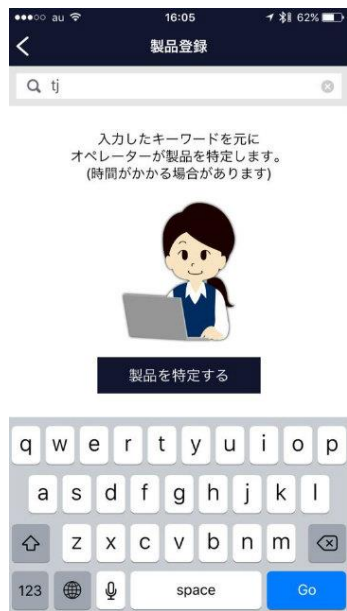 au 16:05 62%
製品登録
tj
入力したキーワードを元に
オペレーターが製品を特定します。
(時間がかかる場合があります)
製品を特定する
q w e r t y u i o p
a s d f g h j k l
z x c v b n m
123 space Go